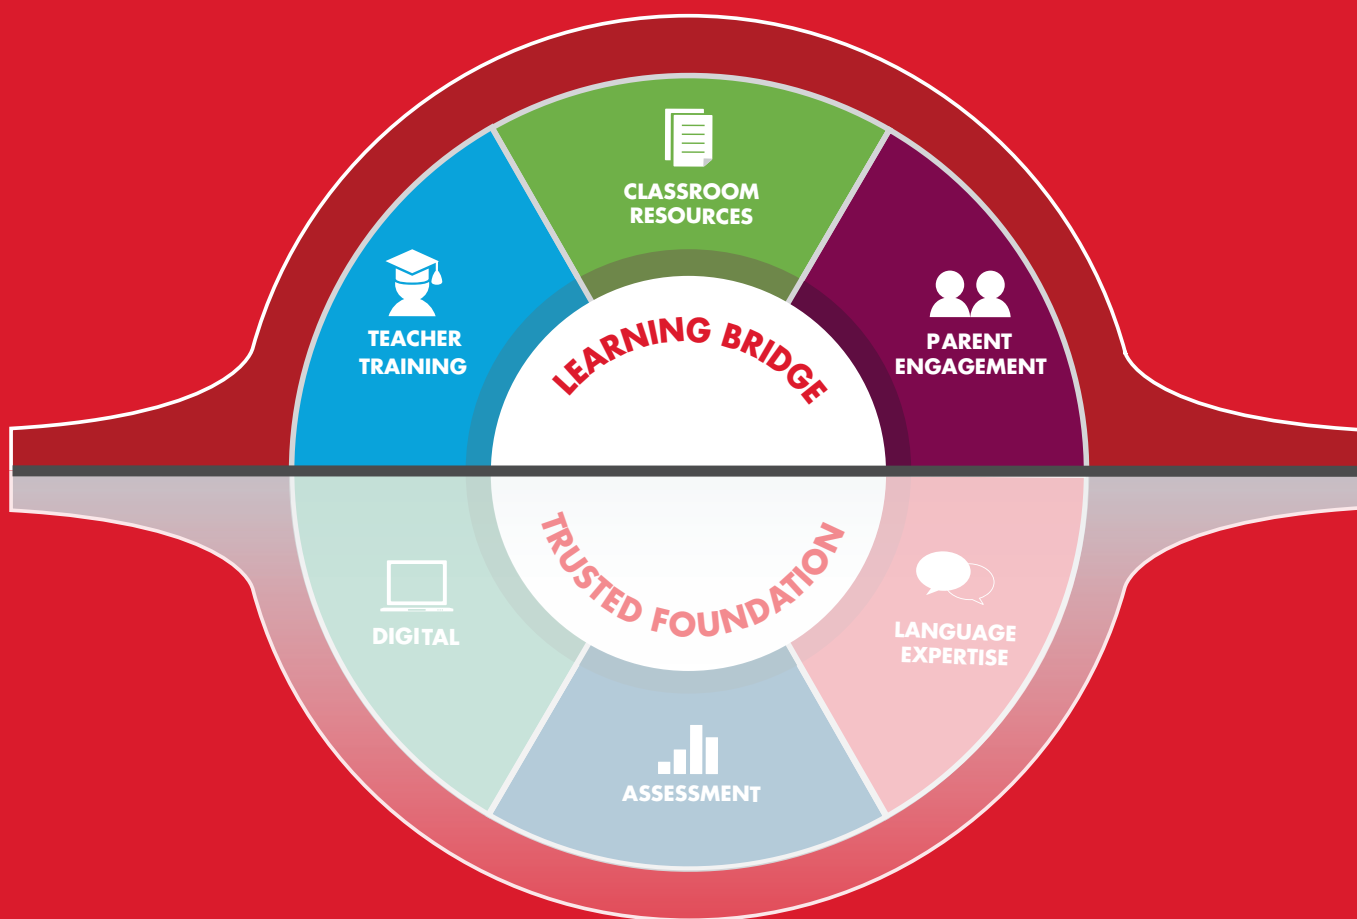 CLASSROOM
RESOURCES
TEACHER
TRAINING
LEARNING BRIDGE
PARENT
ENGAGEMENT
TRUSTED FOUNDATION
DIGITAL
LANGUAGE
EXPERTISE
ASSESSMENT